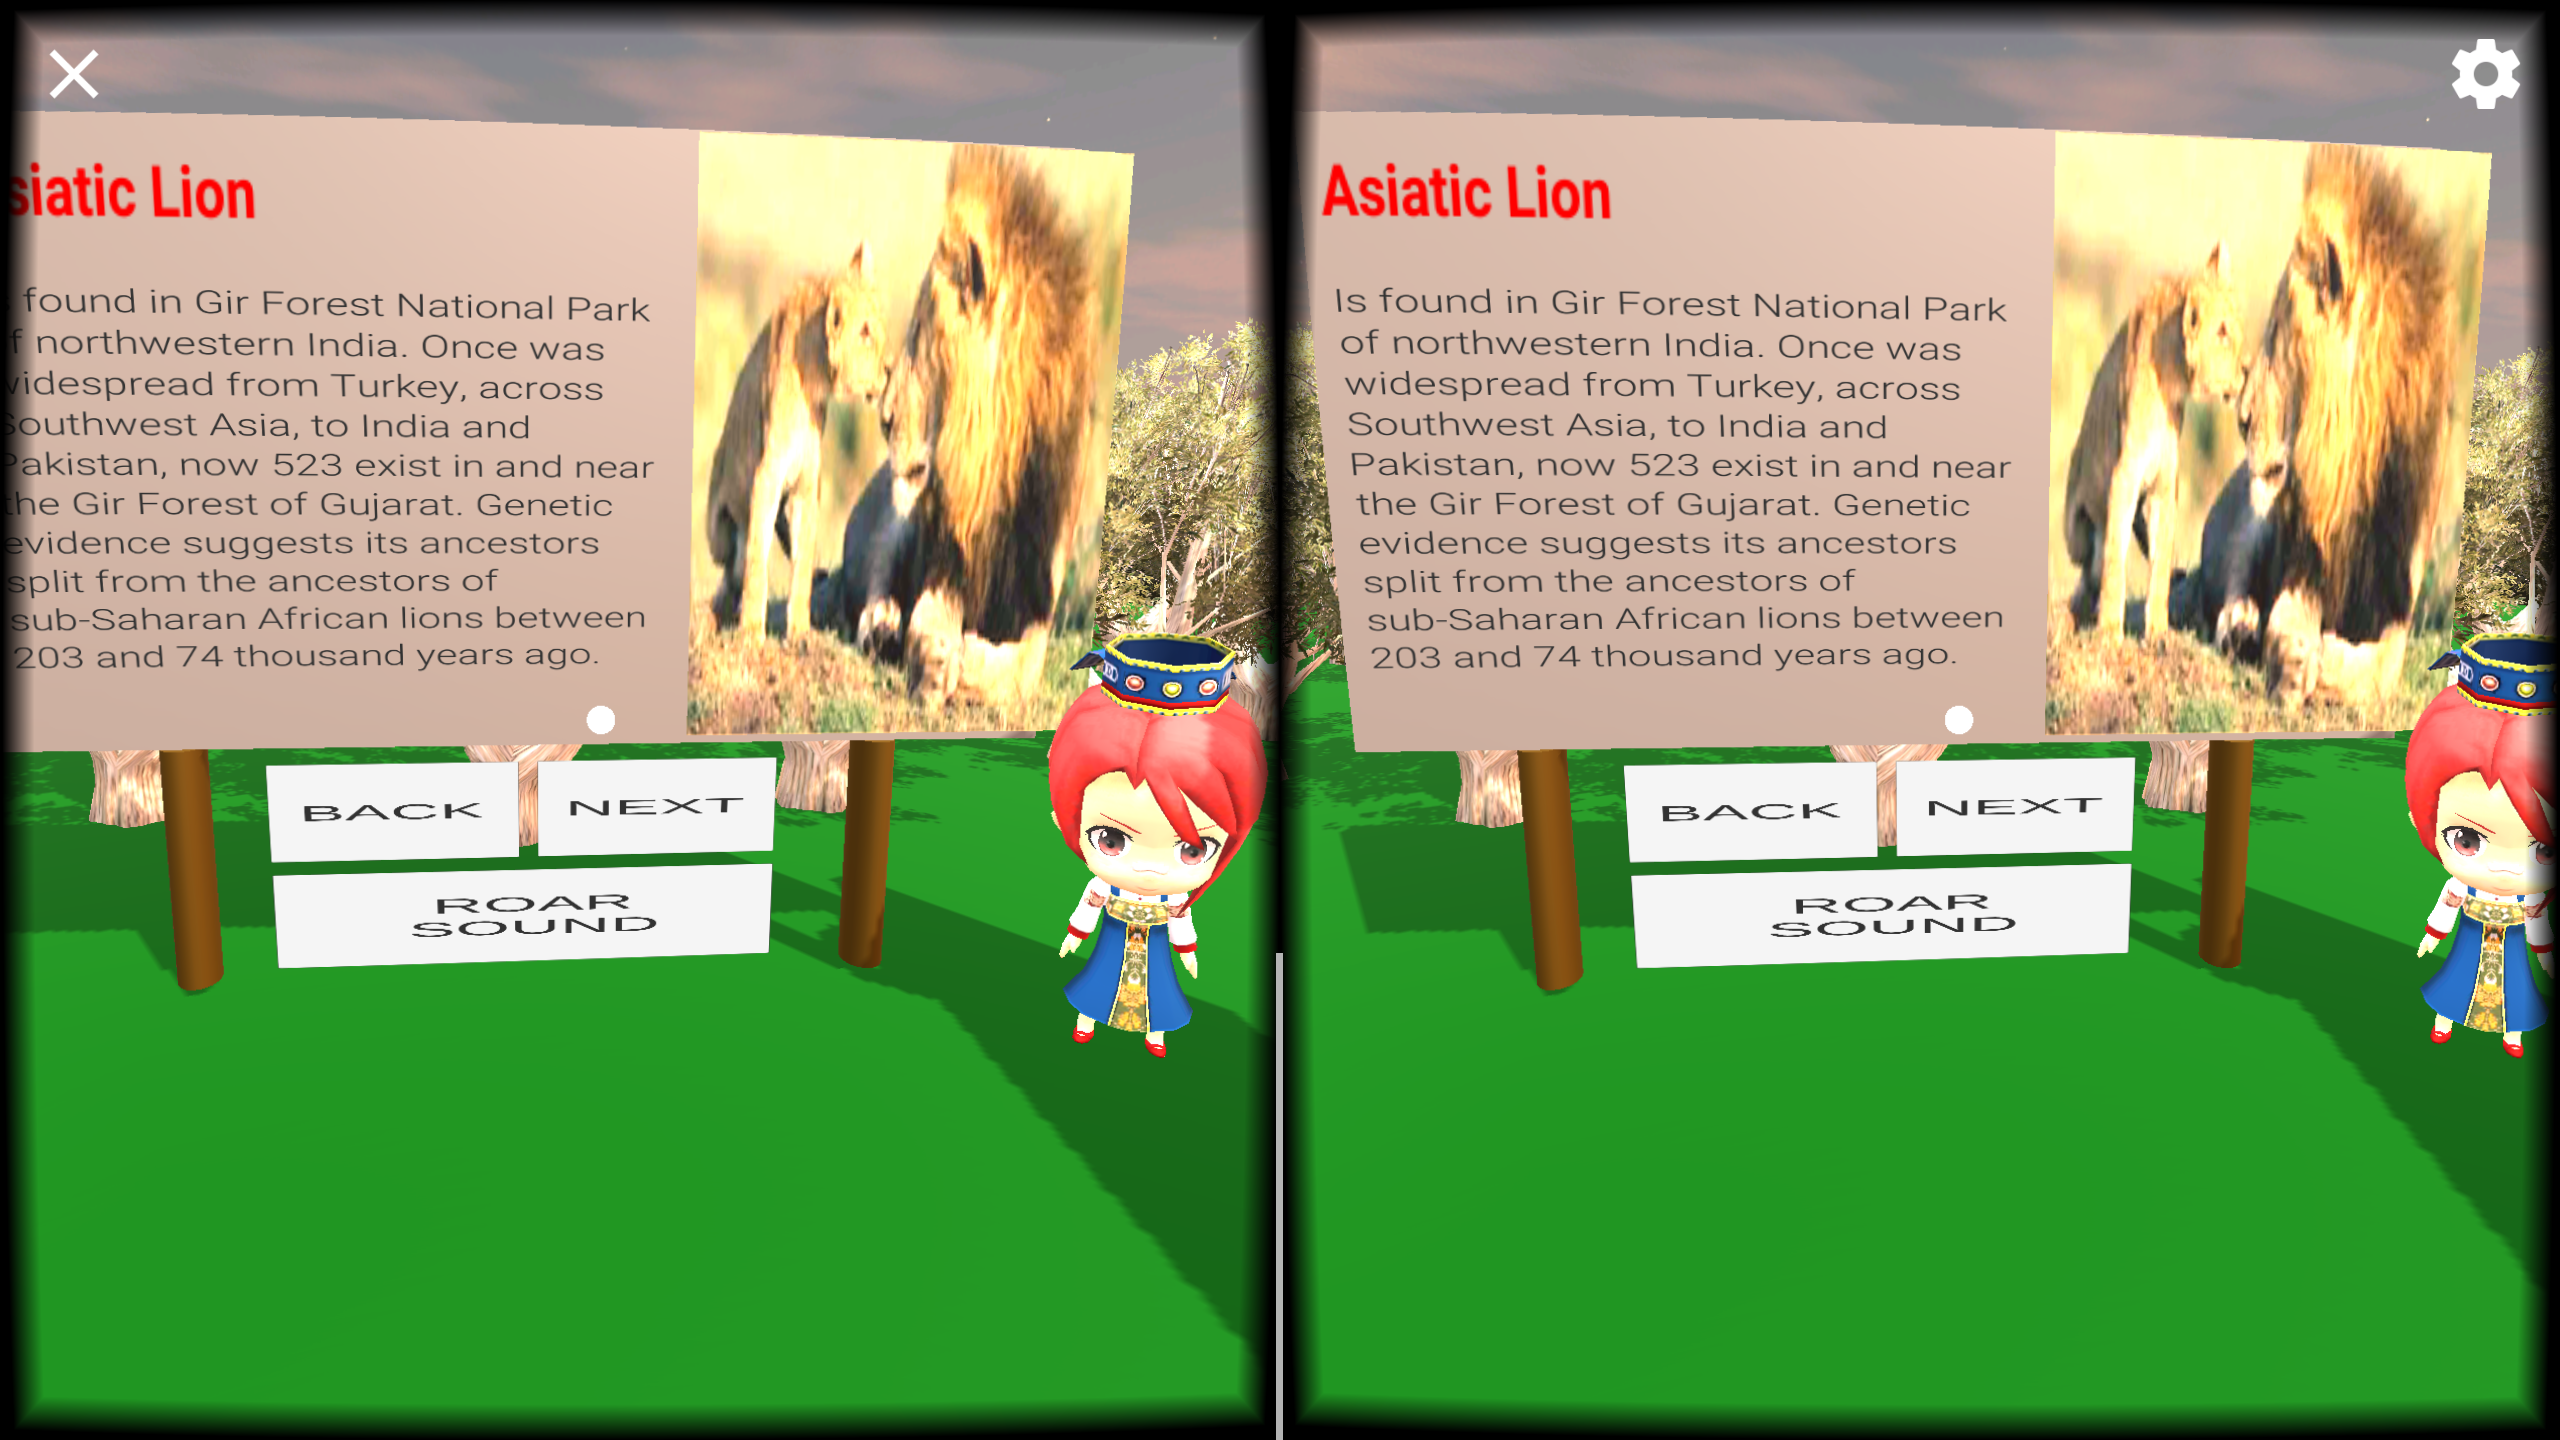 siatic Lion
found in Gir Forest National Park
f northwestern India. Once was
widespread from Turkey, across
Southwest Asia, to India and
Pakistan, now 523 exist in and near
the Gir Forest of Gujarat. Genetic
evidence suggests its ancestors
split from the ancestors of
sub-Saharan African lions between
203 and 74 thousand years ago.
BACK
NEXT
ROAR
SOUND
Asiatic Lion
Is found in Gir Forest National Park
of northwestern India. Once was
widespread from Turkey, across
Southwest Asia, to India and
Pakistan, now 523 exist in and near
the Gir Forest of Gujarat. Genetic
evidence suggests its ancestors
split from the ancestors of
sub-Saharan African lions between
203 and 74 thousand years ago.
BACK
NEXT
ROAR
SOUND